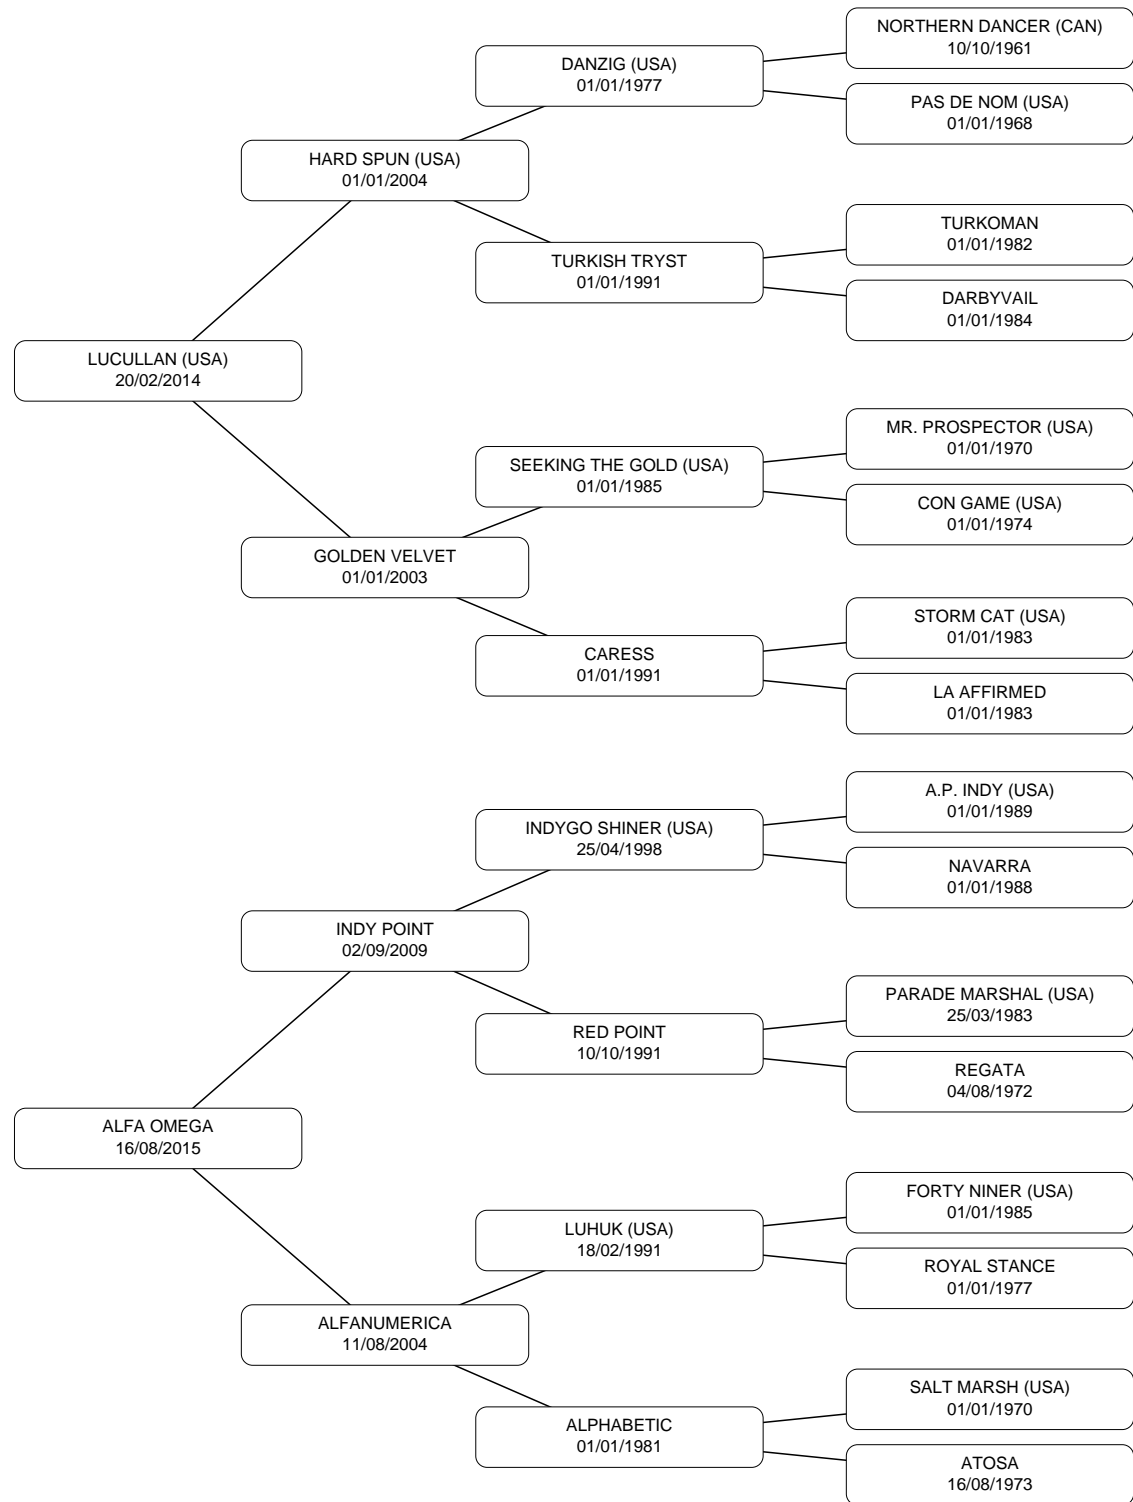 NORTHERN DANCER (CAN)
10/10/1961
DANZIG (USA)
01/01/1977
PAS DE NOM (USA)
01/01/1968
HARD SPUN (USA)
01/01/2004
TURKOMAN
01/01/1982
TURKISH TRYST
01/01/1991
DARBYVAIL
01/01/1984
LUCULLAN (USA)
20/02/2014
MR. PROSPECTOR (USA)
01/01/1970
SEEKING THE GOLD (USA)
01/01/1985
CON GAME (USA)
01/01/1974
GOLDEN VELVET
01/01/2003
STORM CAT (USA)
01/01/1983
CARESS
01/01/1991
LA AFFIRMED
01/01/1983
A.P. INDY (USA)
01/01/1989
INDYGO SHINER (USA)
25/04/1998
NAVARRA
01/01/1988
INDY POINT
02/09/2009
PARADE MARSHAL (USA)
25/03/1983
RED POINT
10/10/1991
REGATA
04/08/1972
ALFA OMEGA
16/08/2015
FORTY NINER (USA)
01/01/1985
LUHUK (USA)
18/02/1991
ROYAL STANCE
01/01/1977
ALFANUMERICA
11/08/2004
SALT MARSH (USA)
01/01/1970
ALPHABETIC
01/01/1981
ATOSA
16/08/1973